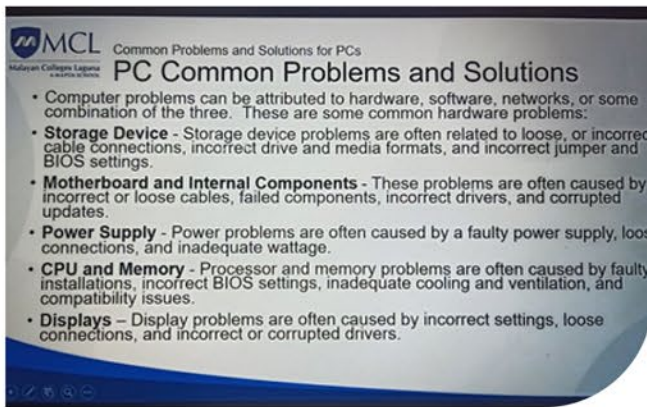 MCL
Malayan Colleges Laguna
A MAPÚA SCHOOL
Common Problems and Solutions for PCs
PC Common Problems and Solutions
• Computer problems can be attributed to hardware, software, networks, or some
combination of the three. These are some common hardware problems:
• Storage Device - Storage device problems are often related to loose, or incorrec
cable connections, incorrect drive and media formats, and incorrect jumper and
BIOS settings.
• Motherboard and Internal Components - These problems are often caused by
incorrect or loose cables, failed components, incorrect drivers, and corrupted
updates.
• Power Supply - Power problems are often caused by a faulty power supply, loos
connections, and inadequate wattage.
• CPU and Memory - Processor and memory problems are often caused by faulty
installations, incorrect BIOS settings, inadequate cooling and ventilation, and
compatibility issues.
• Displays – Display problems are often caused by incorrect settings, loose
connections, and incorrect or corrupted drivers.